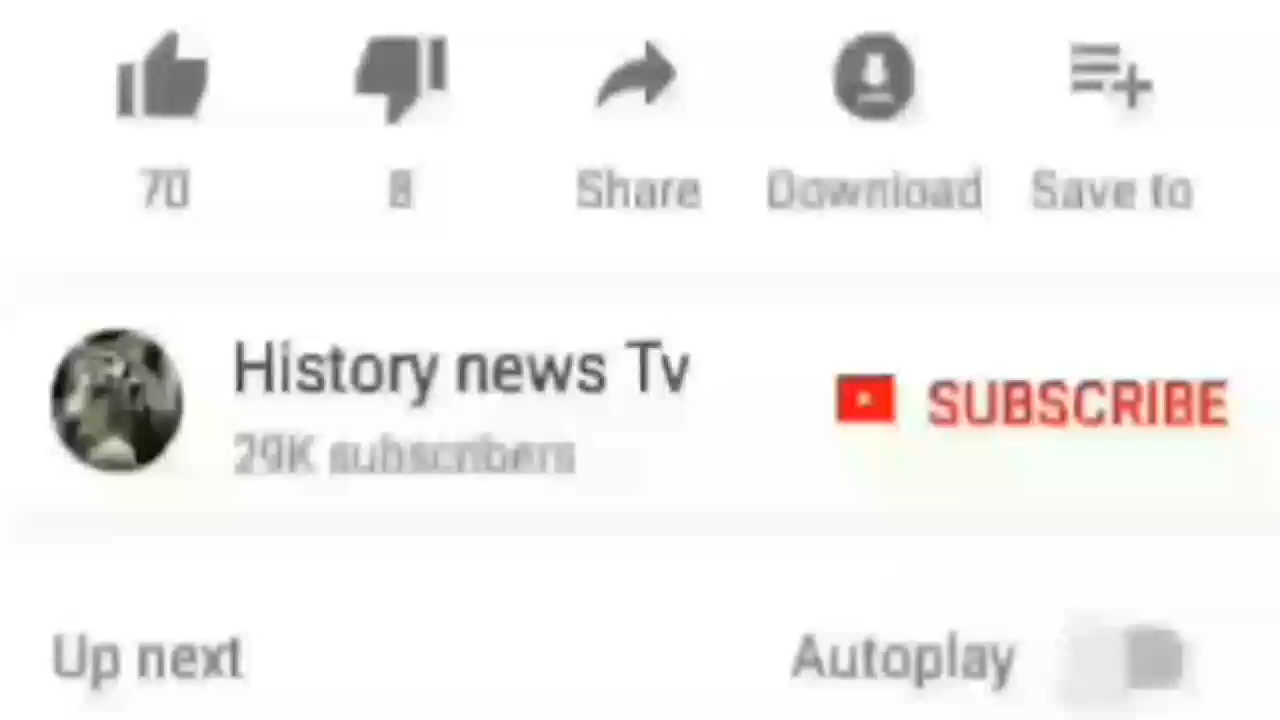 70 8 Share Download Save to
History news Tv
29K subscribers
SUBSCRIBE
Up next Autoplay